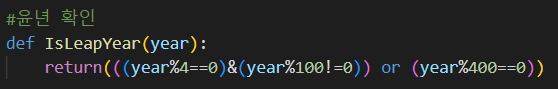 #윤년 확인
def IsLeapYear(year):
    return(((year%4==0)&(year%100!=0)) or (year%400==0))